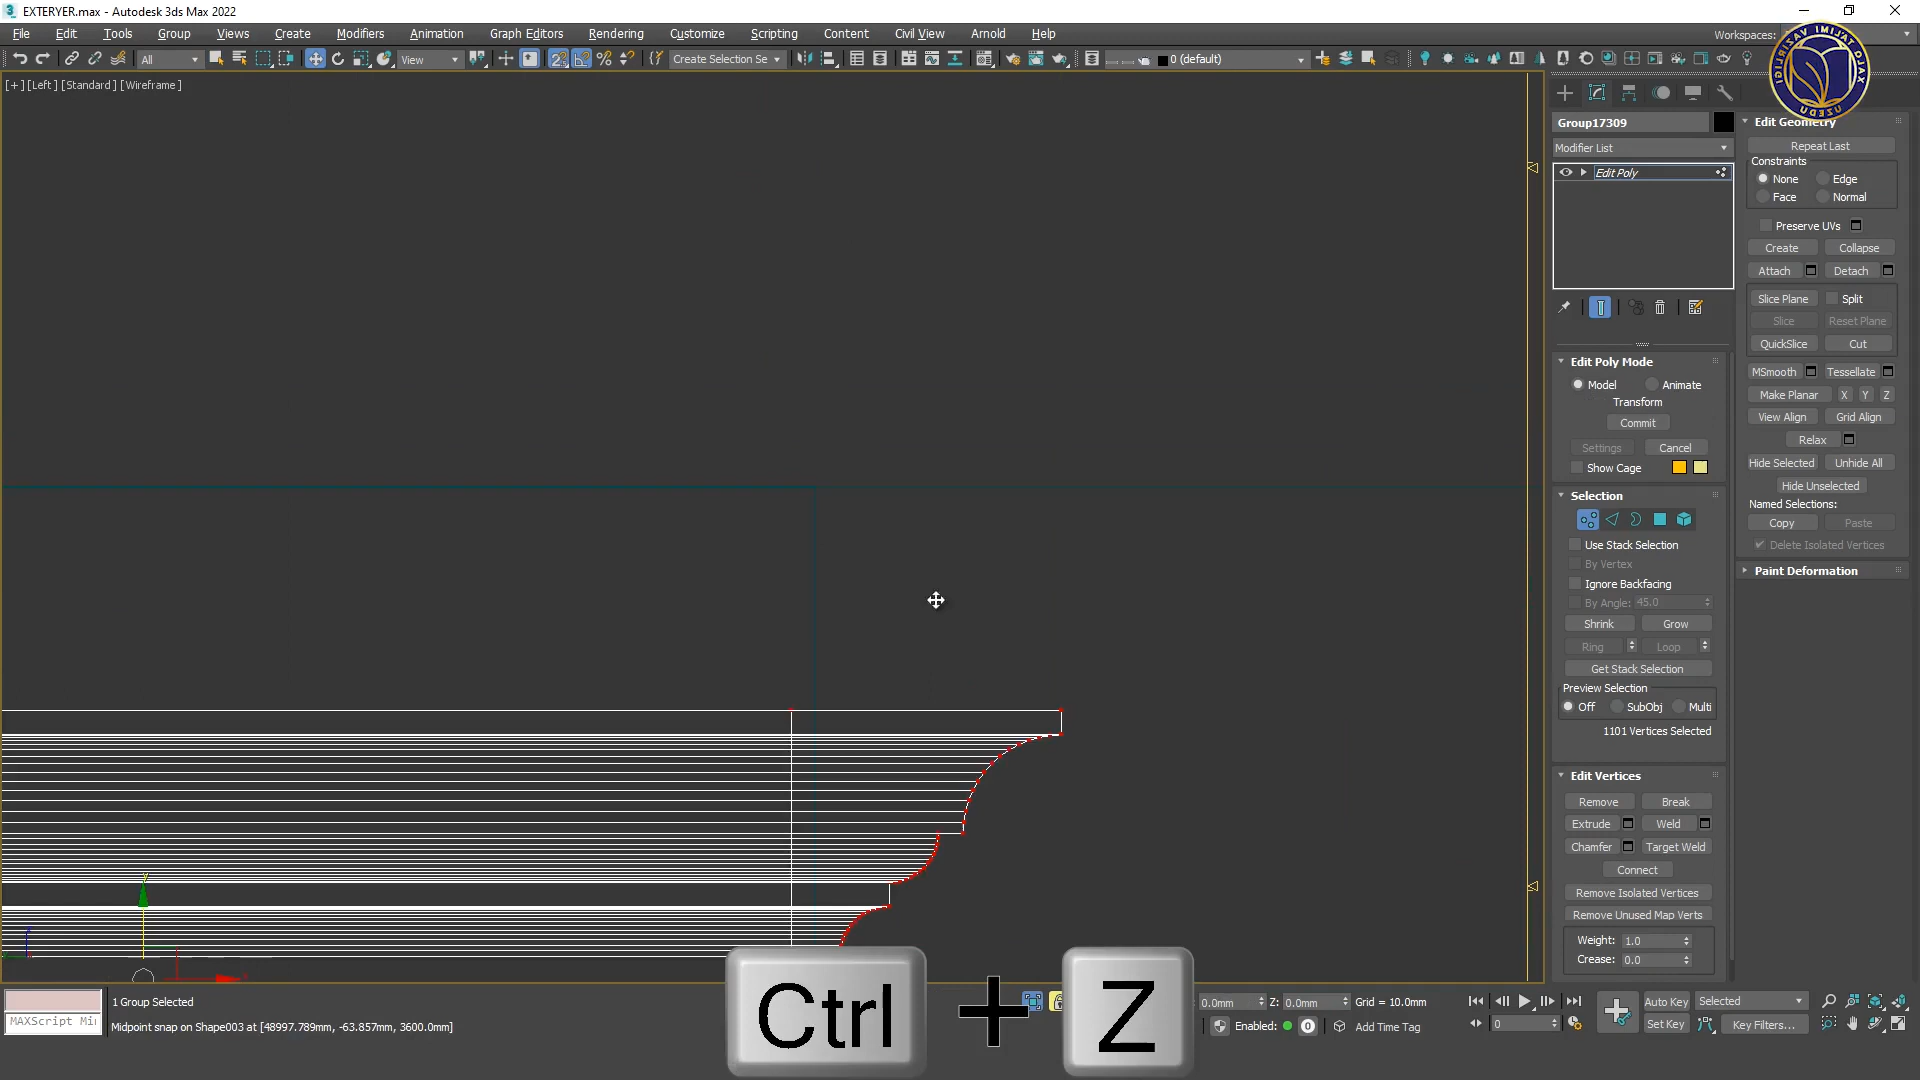 EXTERYER.max - Autodesk 3ds Max 2022
File Edit Tools Group Views Create Modifiers Animation Graph Editors Rendering Customize Scripting Content Civil View Arnold Help
Workspaces:
All View Create Selection Se 0 (default)
[+] [Left] [Standard] [Wireframe]
Group17309
Modifier List
Edit Poly
Edit Poly Mode
Model Animate
Transform
Commit
Settings Cancel
Show Cage
Selection
Use Stack Selection
By Vertex
Ignore Backfacing
By Angle: 45.0
Shrink Grow
Ring Loop
Get Stack Selection
Preview Selection
Off SubObj Multi
1101 Vertices Selected
Edit Vertices
Remove Break
Extrude Weld
Chamfer Target Weld
Connect
Remove Isolated Vertices
Remove Unused Map Verts
Weight: 1.0
Crease: 0.0
Edit Geometry
Repeat Last
Constraints
None Edge
Face Normal
Preserve UVs
Create Collapse
Attach Detach
Slice Plane Split
Slice Reset Plane
QuickSlice Cut
MSmooth Tessellate
Make Planar X Y Z
View Align Grid Align
Relax
Hide Selected Unhide All
Hide Unselected
Named Selections:
Copy Paste
Delete Isolated Vertices
Paint Deformation
y
Ctrl + Z
1 Group Selected
MAXScript Mi
Midpoint snap on Shape003 at [48997.789mm, -63.857mm, 3600.0mm]
0.0mm Z: 0.0mm Grid = 10.0mm
Enabled: 0 Add Time Tag
0
Auto Key Selected
Set Key Key Filters...